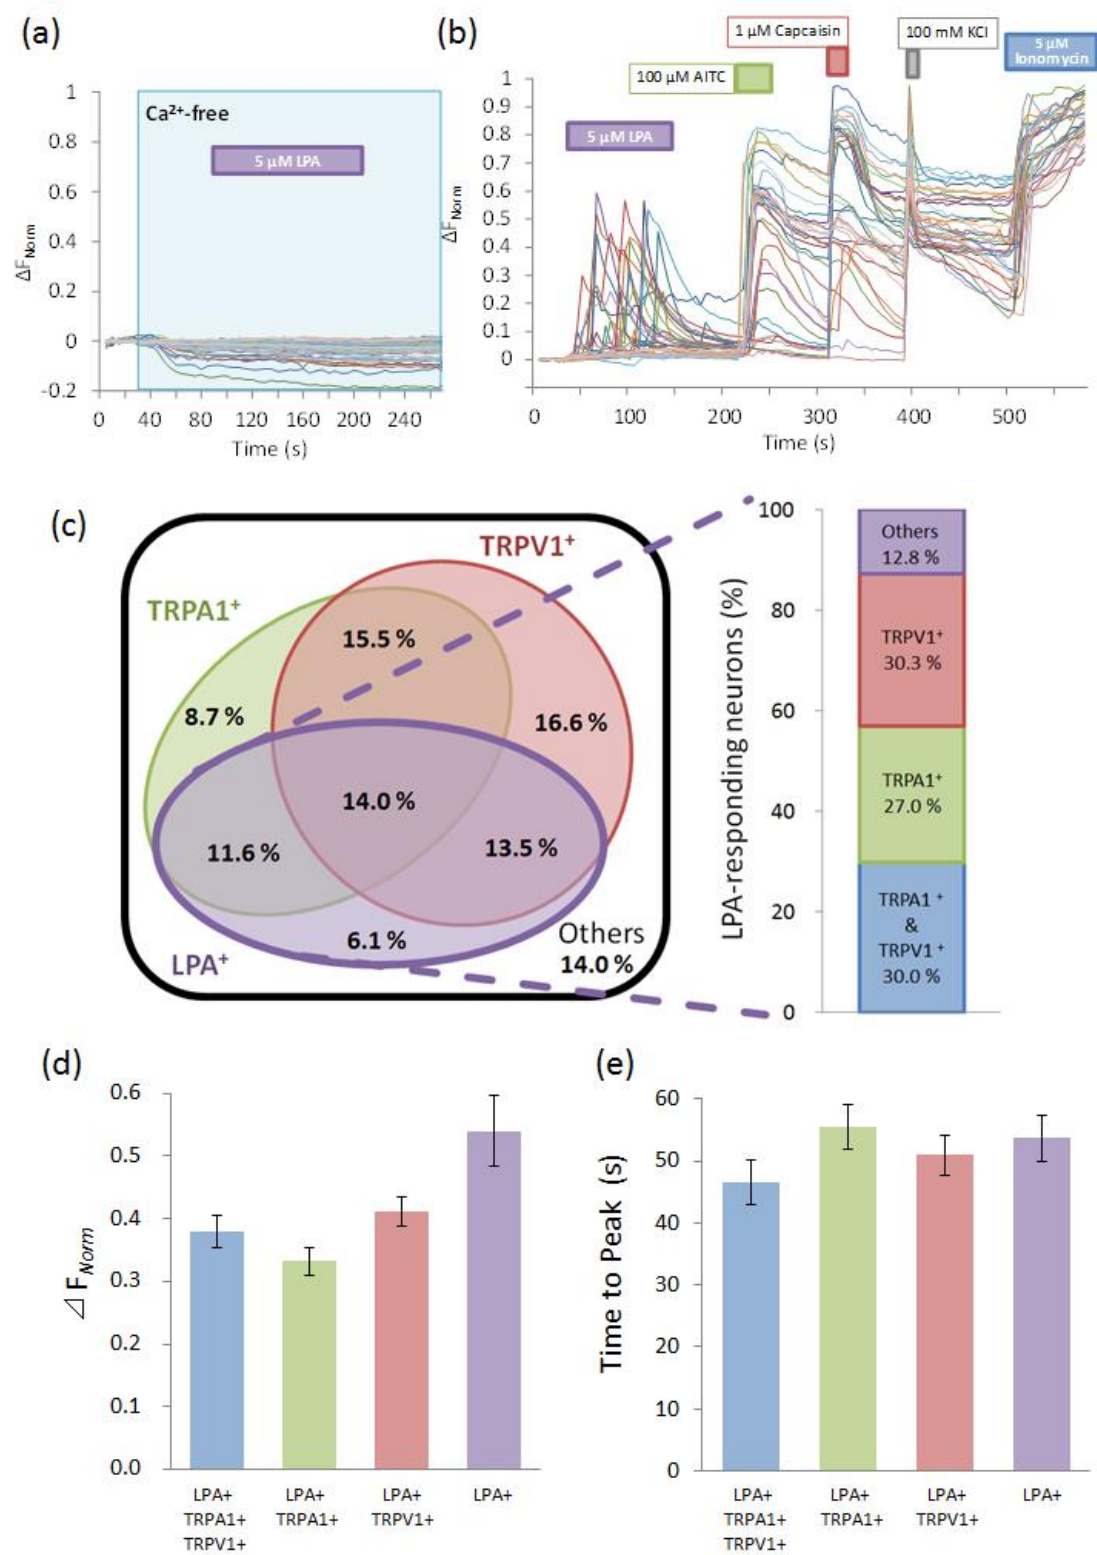 (a)
1
0.8
0.6
0.4
0.2
0
-0.2
ΔF Norm
Ca²⁺-free
5 µM LPA
0 40 80 120 160 200 240
Time (s)
(b)
1 µM Capcaisin
100 mM KCl
5 µM
Ionomycin
100 µM AITC
5 µM LPA
1
0.9
0.8
0.7
0.6
0.5
0.4
0.3
0.2
0.1
0
ΔF Norm
0 100 200 300 400 500
Time (s)
(c)
TRPV1⁺
TRPA1⁺
15.5 %
8.7 %
16.6 %
14.0 %
11.6 %
13.5 %
6.1 %
LPA⁺
Others
14.0 %
LPA-responding neurons (%)
100
80
60
40
20
0
Others
12.8 %
TRPV1⁺
30.3 %
TRPA1⁺
27.0 %
TRPA1 ⁺
&
TRPV1 ⁺
30.0 %
(d)
0.6
0.5
0.4
0.3
0.2
0.1
0.0
⊿ F Norm
LPA+ LPA+ LPA+ LPA+
TRPA1+ TRPA1+ TRPV1+
TRPV1+
(e)
60
50
40
30
20
10
0
Time to Peak (s)
LPA+ LPA+ LPA+ LPA+
TRPA1+ TRPA1+ TRPV1+
TRPV1+